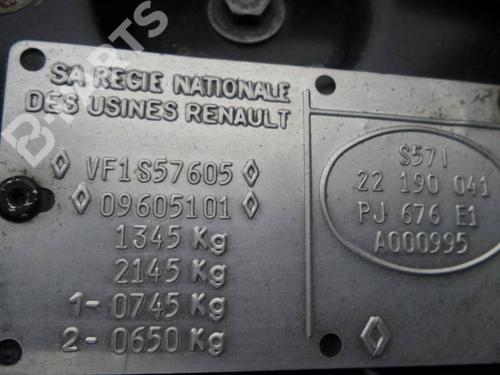 SA REGIE NATIONALE
DES USINES RENAULT
VF1S57605
09605101
1345 Kg
2145 Kg
1- 0745 Kg
2- 0650 Kg
S571
22 190 041
PJ 676 E1
A000995
B-PARTS